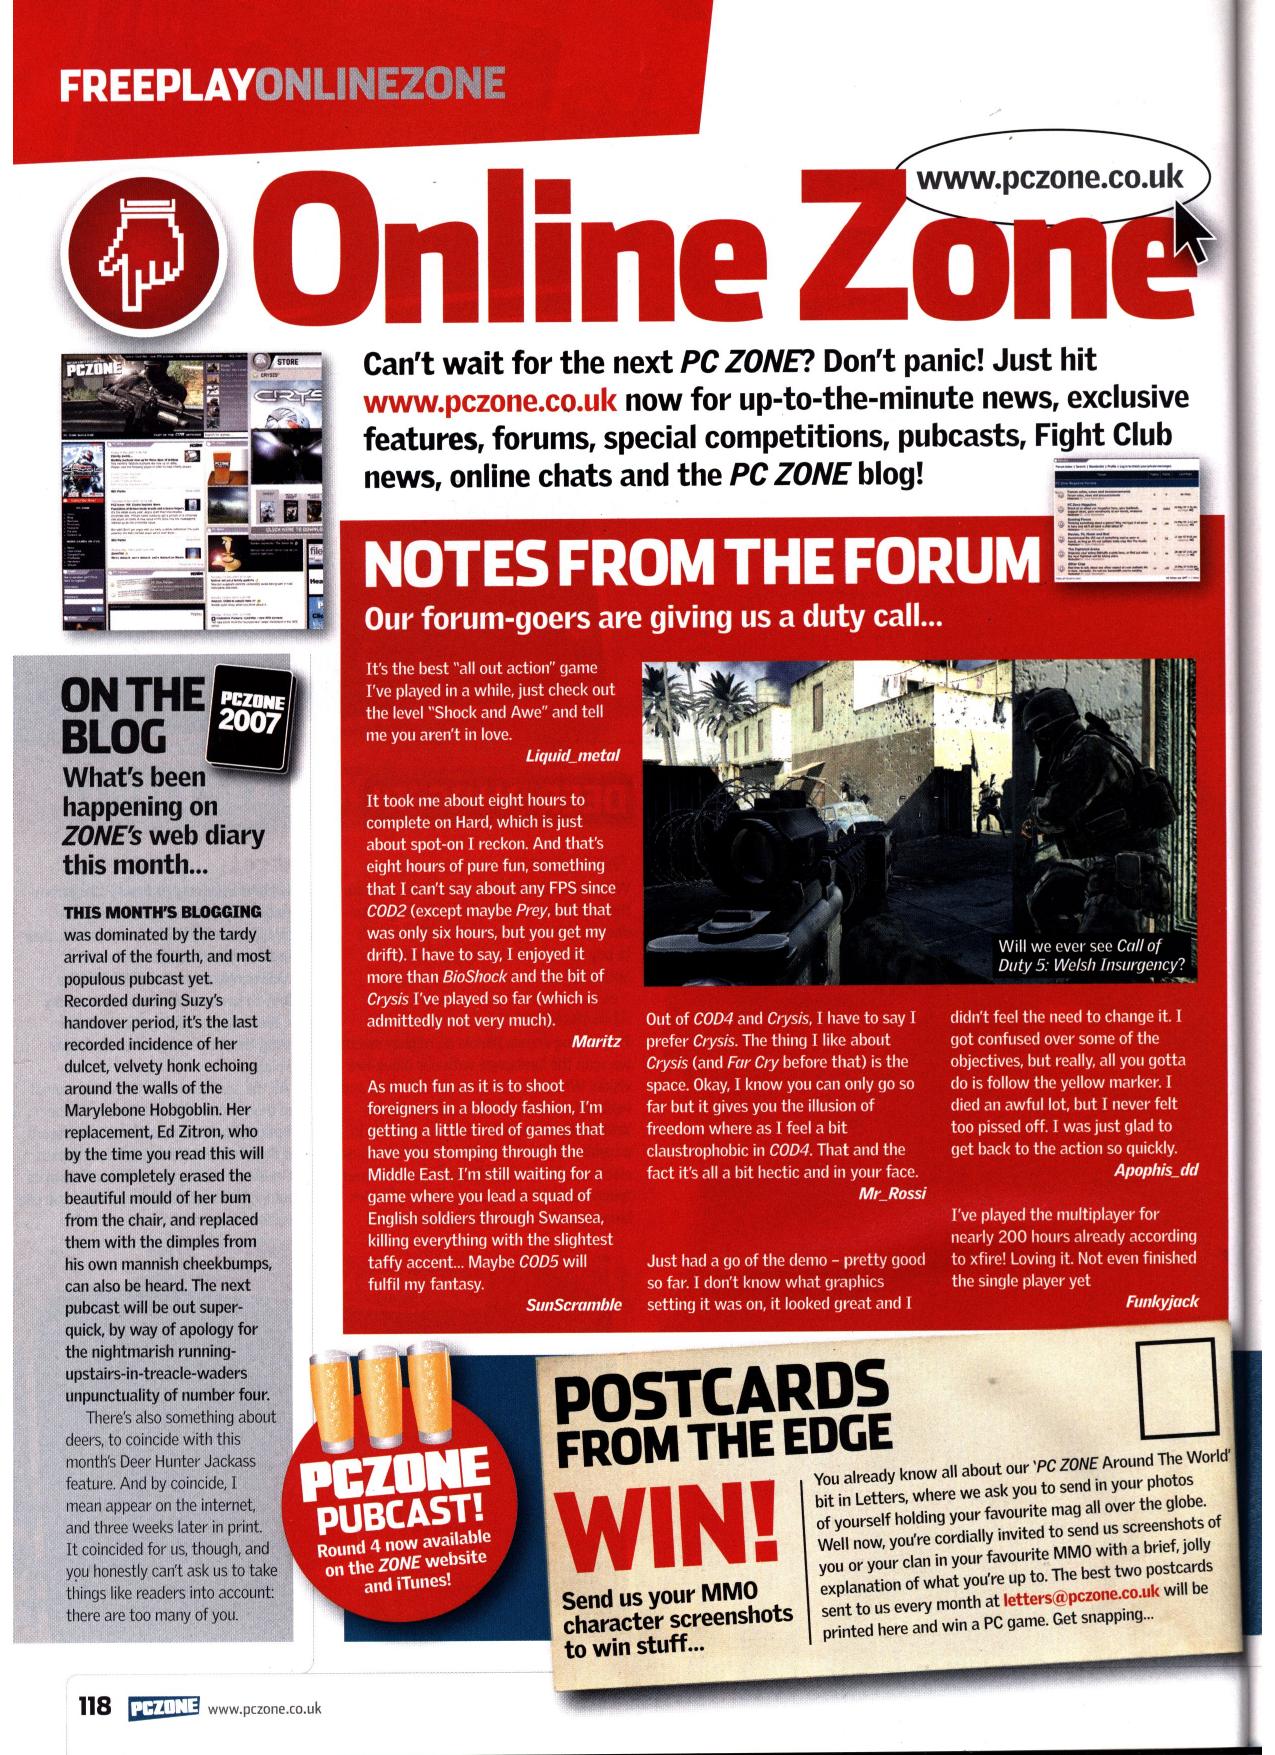 FREEPLAYONLINEZONE
www.pczone.co.uk
Online Zone
Can't wait for the next PC ZONE? Don't panic! Just hit
www.pczone.co.uk now for up-to-the-minute news, exclusive
features, forums, special competitions, pubcasts, Fight Club
news, online chats and the PC ZONE blog!
PCZONE
STORE
CRYSIS
ON THE
BLOG
PCZONE
2007
What's been
happening on
ZONE'S web diary
this month...
THIS MONTH'S BLOGGING
was dominated by the tardy
arrival of the fourth, and most
populous pubcast yet.
Recorded during Suzy's
handover period, it's the last
recorded incidence of her
dulcet, velvety honk echoing
around the walls of the
Marylebone Hobgoblin. Her
replacement, Ed Zitron, who
by the time you read this will
have completely erased the
beautiful mould of her bum
from the chair, and replaced
them with the dimples from
his own mannish cheekbumps,
can also be heard. The next
pubcast will be out super-
quick, by way of apology for
the nightmarish running-
upstairs-in-treacle-waders
unpunctuality of number four.
There's also something about
deers, to coincide with this
month's Deer Hunter Jackass
feature. And by coincide, I
mean appear on the internet,
and three weeks later in print.
It coincided for us, though, and
you honestly can't ask us to take
things like readers into account:
there are too many of you.
NOTES FROM THE FORUM
Our forum-goers are giving us a duty call...
It's the best "all out action" game
I've played in a while, just check out
the level "Shock and Awe" and tell
me you aren't in love.
Liquid_metal
It took me about eight hours to
complete on Hard, which is just
about spot-on I reckon. And that's
eight hours of pure fun, something
that I can't say about any FPS since
COD2 (except maybe Prey, but that
was only six hours, but you get my
drift). I have to say, I enjoyed it
more than BioShock and the bit of
Crysis I've played so far (which is
admittedly not very much).
Maritz
As much fun as it is to shoot
foreigners in a bloody fashion, I'm
getting a little tired of games that
have you stomping through the
Middle East. I'm still waiting for a
game where you lead a squad of
English soldiers through Swansea,
killing everything with the slightest
taffy accent... Maybe COD5 will
fulfil my fantasy.
SunScramble
Will we ever see Call of
Duty 5: Welsh Insurgency?
Out of COD4 and Crysis, I have to say I
prefer Crysis. The thing I like about
Crysis (and Far Cry before that) is the
space. Okay, I know you can only go so
far but it gives you the illusion of
freedom where as I feel a bit
claustrophobic in COD4. That and the
fact it's all a bit hectic and in your face.
Mr_Rossi
Just had a go of the demo – pretty good
so far. I don't know what graphics
setting it was on, it looked great and I
didn't feel the need to change it. I
got confused over some of the
objectives, but really, all you gotta
do is follow the yellow marker. I
died an awful lot, but I never felt
too pissed off. I was just glad to
get back to the action so quickly.
Apophis_dd
I've played the multiplayer for
nearly 200 hours already according
to xfire! Loving it. Not even finished
the single player yet
Funkyjack
PCZONE
PUBCAST!
Round 4 now available
on the ZONE website
and iTunes!
POSTCARDS
FROM THE EDGE
WIN!
Send us your MMO
character screenshots
to win stuff...
You already know all about our 'PC ZONE Around The World'
bit in Letters, where we ask you to send in your photos
of yourself holding your favourite mag all over the globe.
Well now, you're cordially invited to send us screenshots of
you or your clan in your favourite MMO with a brief, jolly
explanation of what you're up to. The best two postcards
sent to us every month at letters@pczone.co.uk will be
printed here and win a PC game. Get snapping...
118 PCZONE www.pczone.co.uk